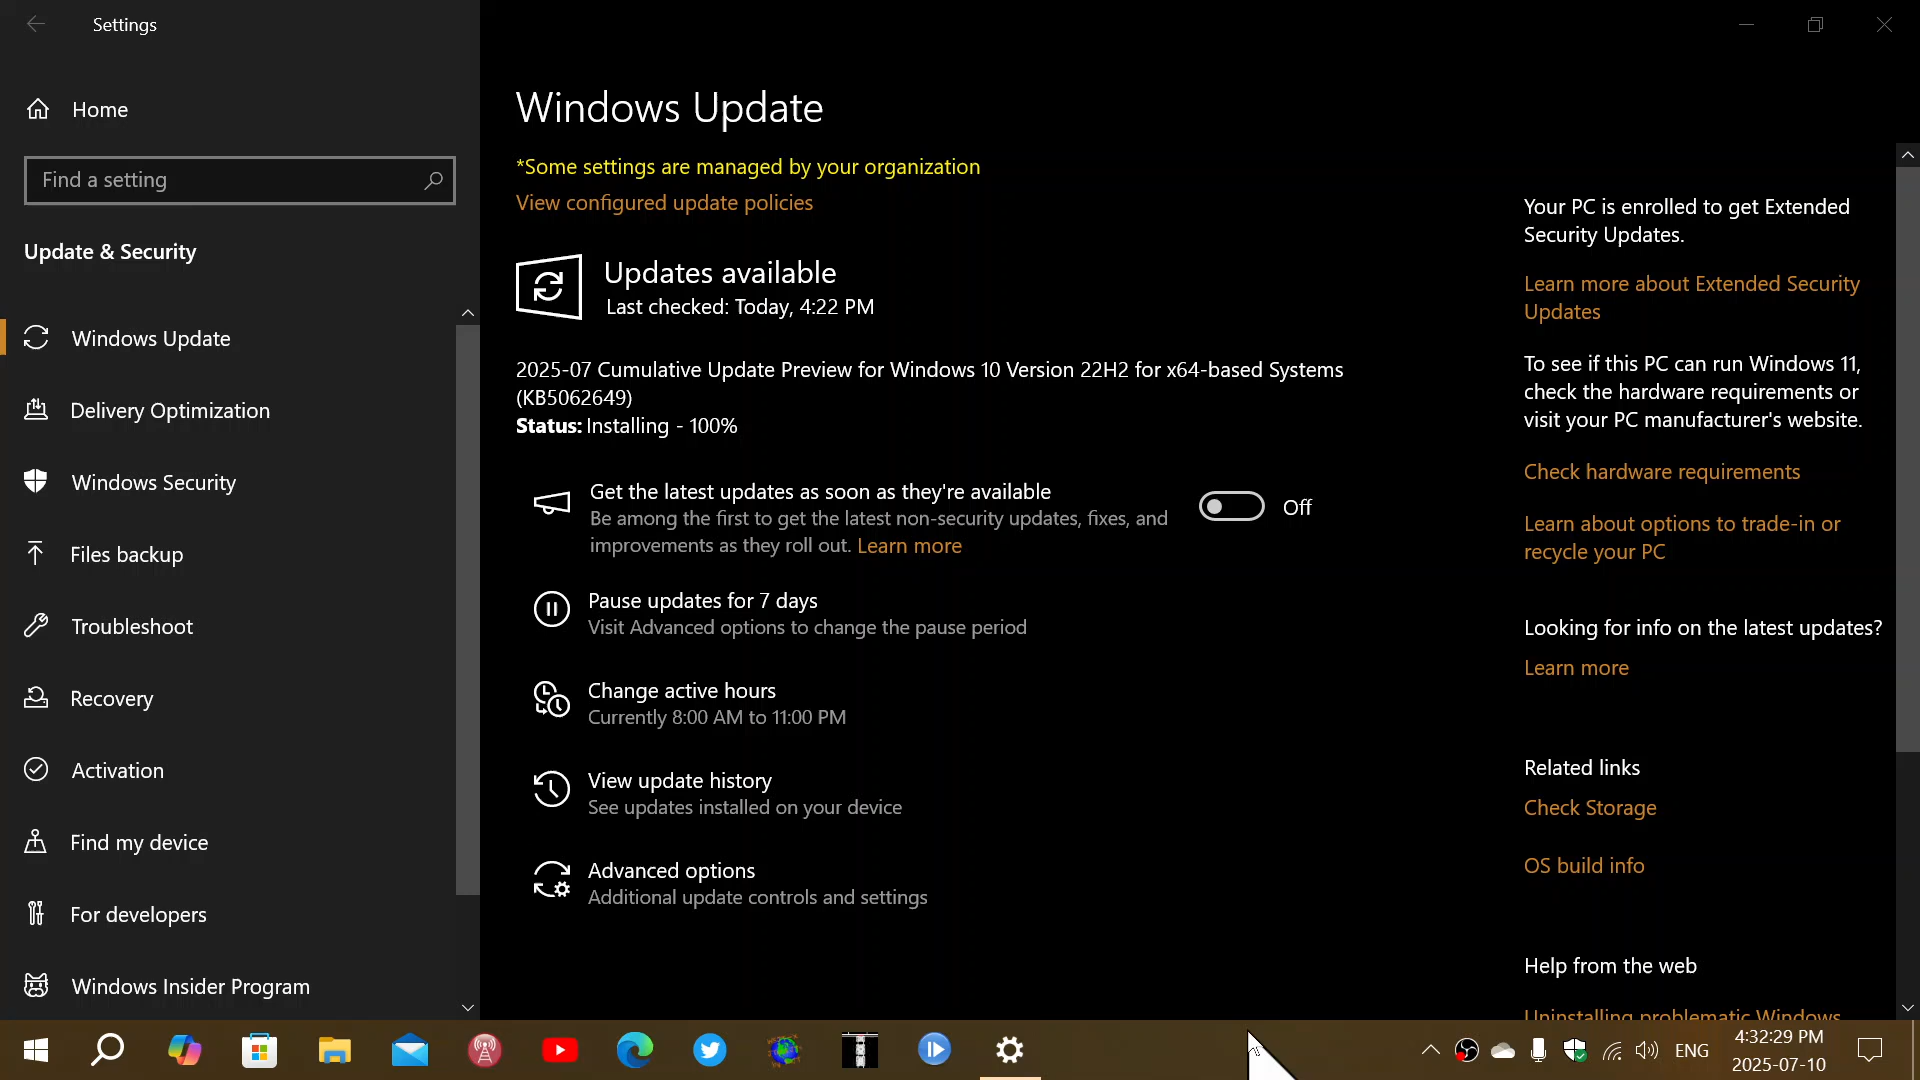 Settings
Home
Find a setting
Update & Security
Windows Update
Delivery Optimization
Windows Security
Files backup
Troubleshoot
Recovery
Activation
Find my device
For developers
Windows Insider Program
Windows Update
*Some settings are managed by your organization
View configured update policies
Updates available
Last checked: Today, 4:22 PM
2025-07 Cumulative Update Preview for Windows 10 Version 22H2 for x64-based Systems
(KB5062649)
Status: Installing - 100%
Get the latest updates as soon as they're available
Be among the first to get the latest non-security updates, fixes, and
improvements as they roll out. Learn more
Off
Pause updates for 7 days
Visit Advanced options to change the pause period
Change active hours
Currently 8:00 AM to 11:00 PM
View update history
See updates installed on your device
Advanced options
Additional update controls and settings
Your PC is enrolled to get Extended
Security Updates.
Learn more about Extended Security
Updates
To see if this PC can run Windows 11,
check the hardware requirements or
visit your PC manufacturer's website.
Check hardware requirements
Learn about options to trade-in or
recycle your PC
Looking for info on the latest updates?
Learn more
Related links
Check Storage
OS build info
Help from the web
Uninstalling problematic Windows
ENG
4:32:29 PM
2025-07-10